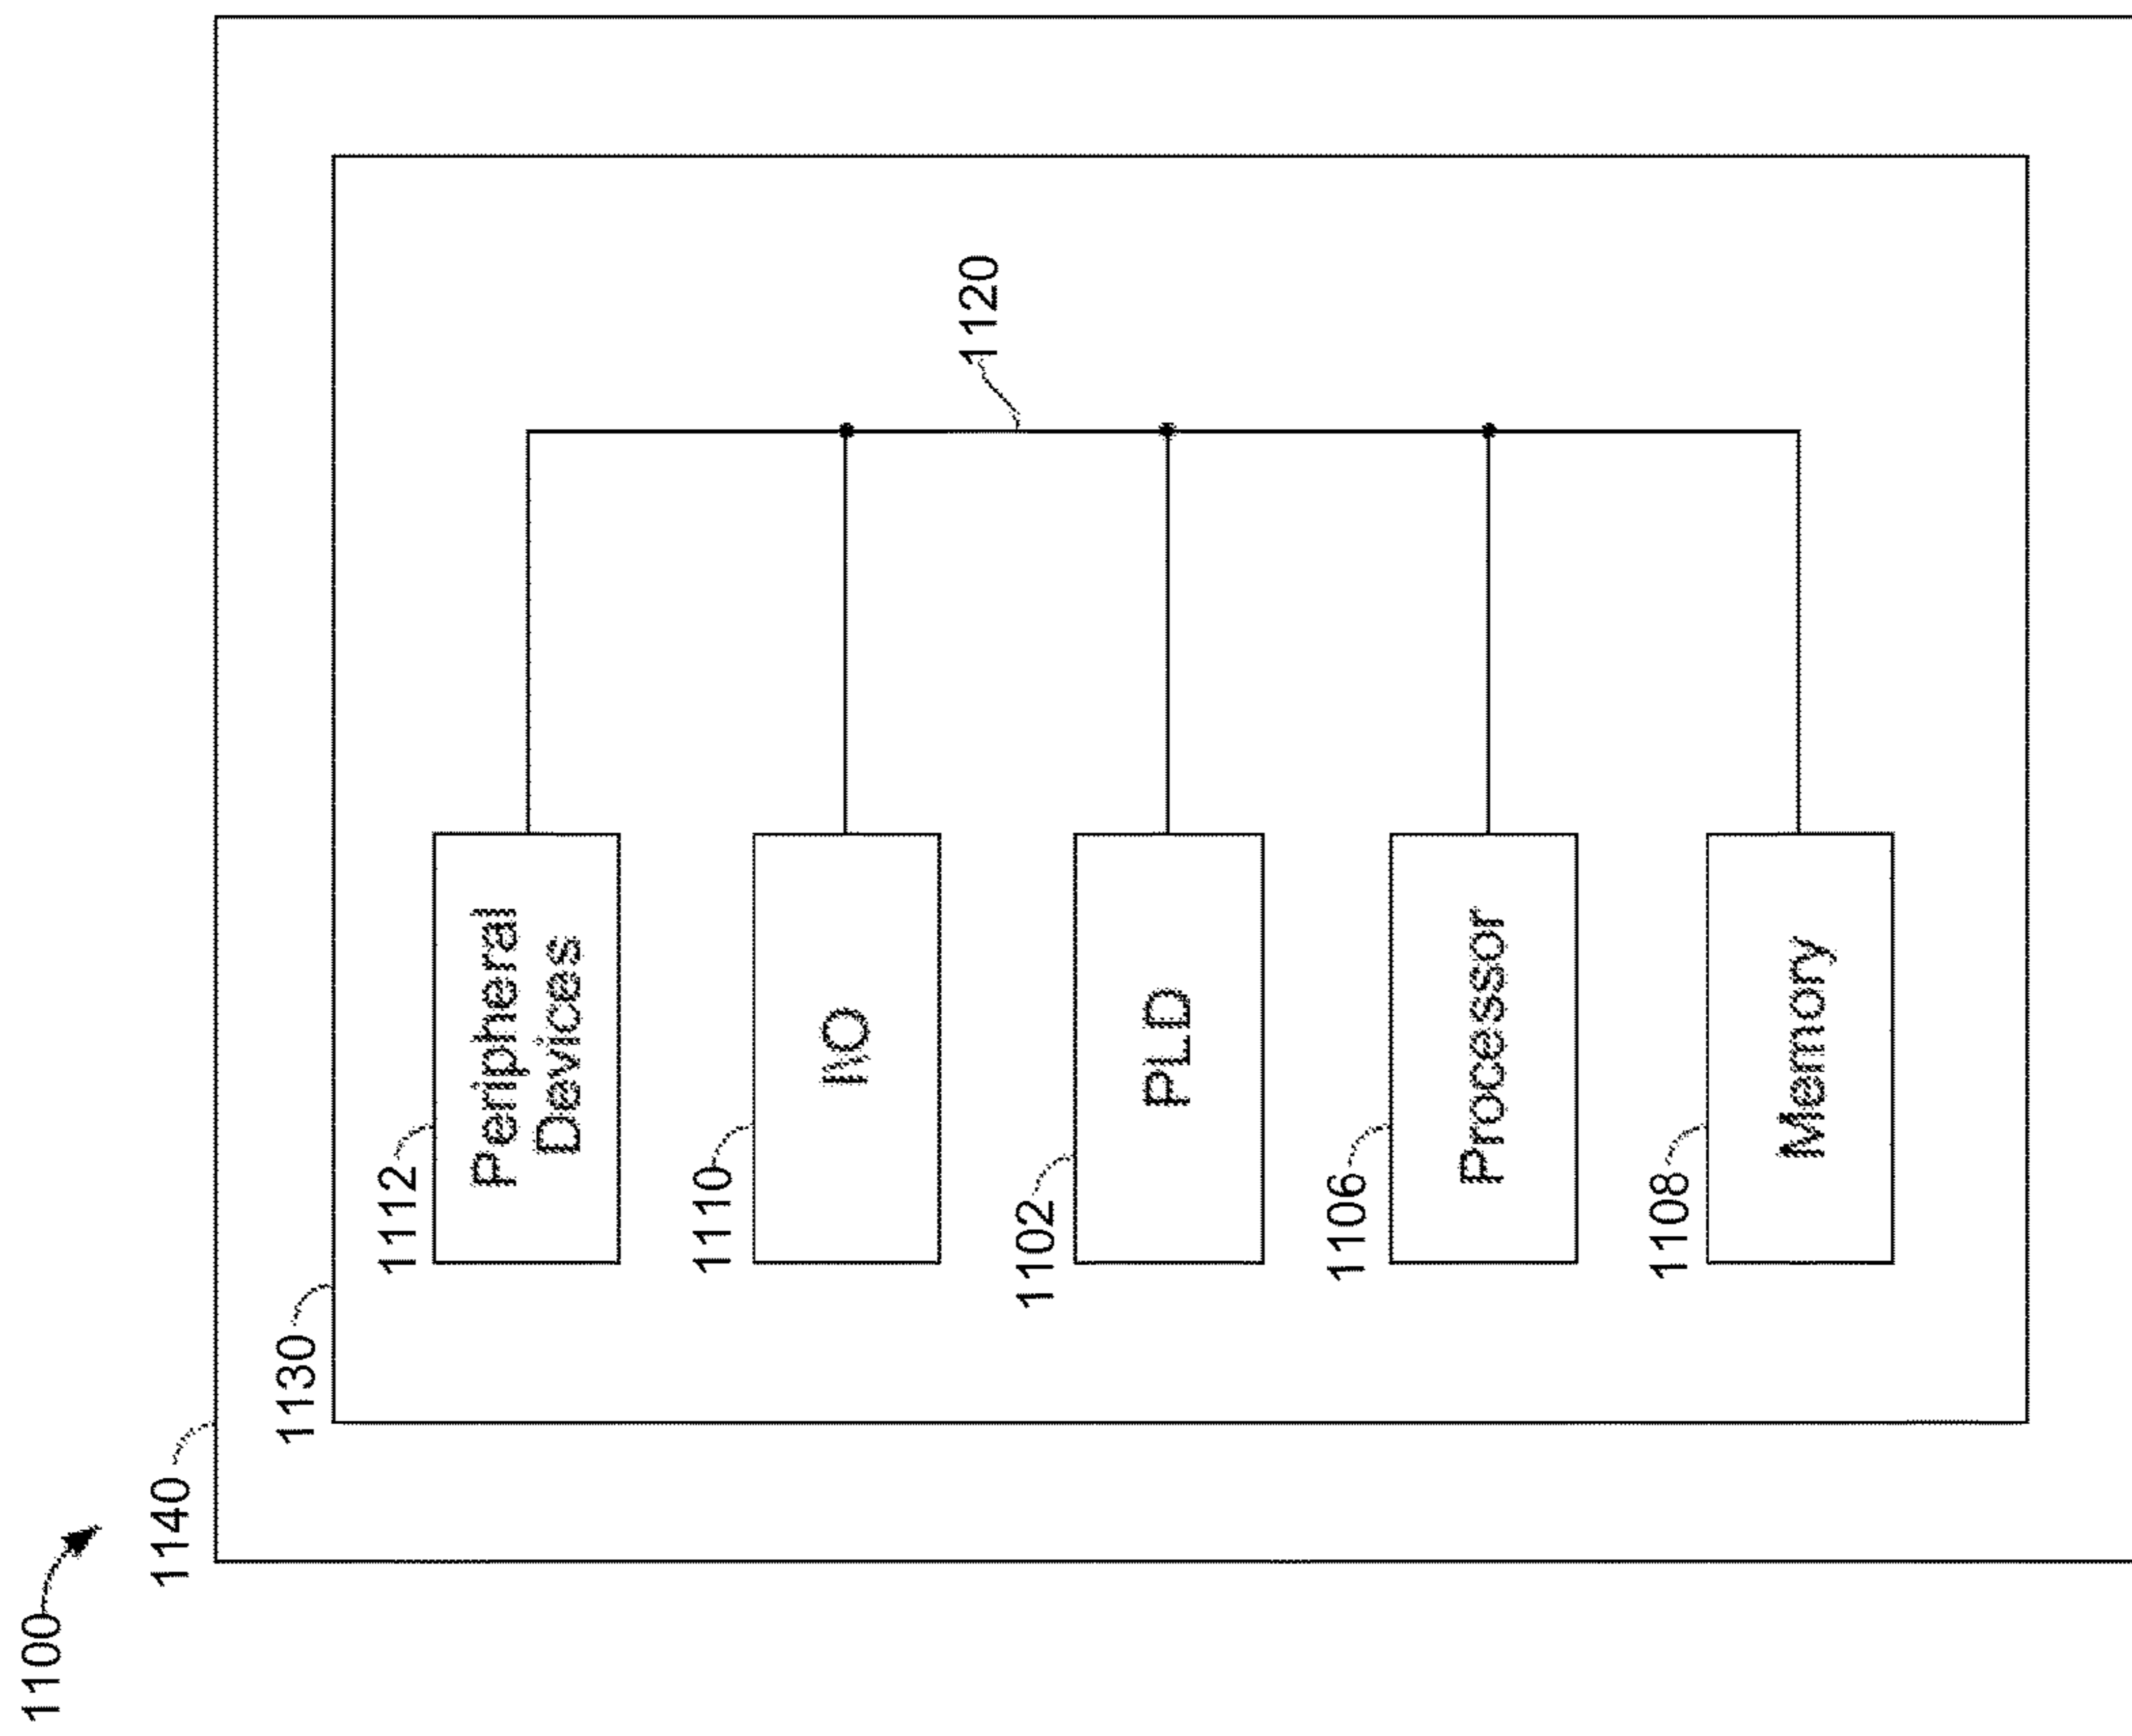 1100
1140
1130
1112
Peripheral
Devices
1110
I/O
1102
PLD
1106
Processor
1108
Memory
1120